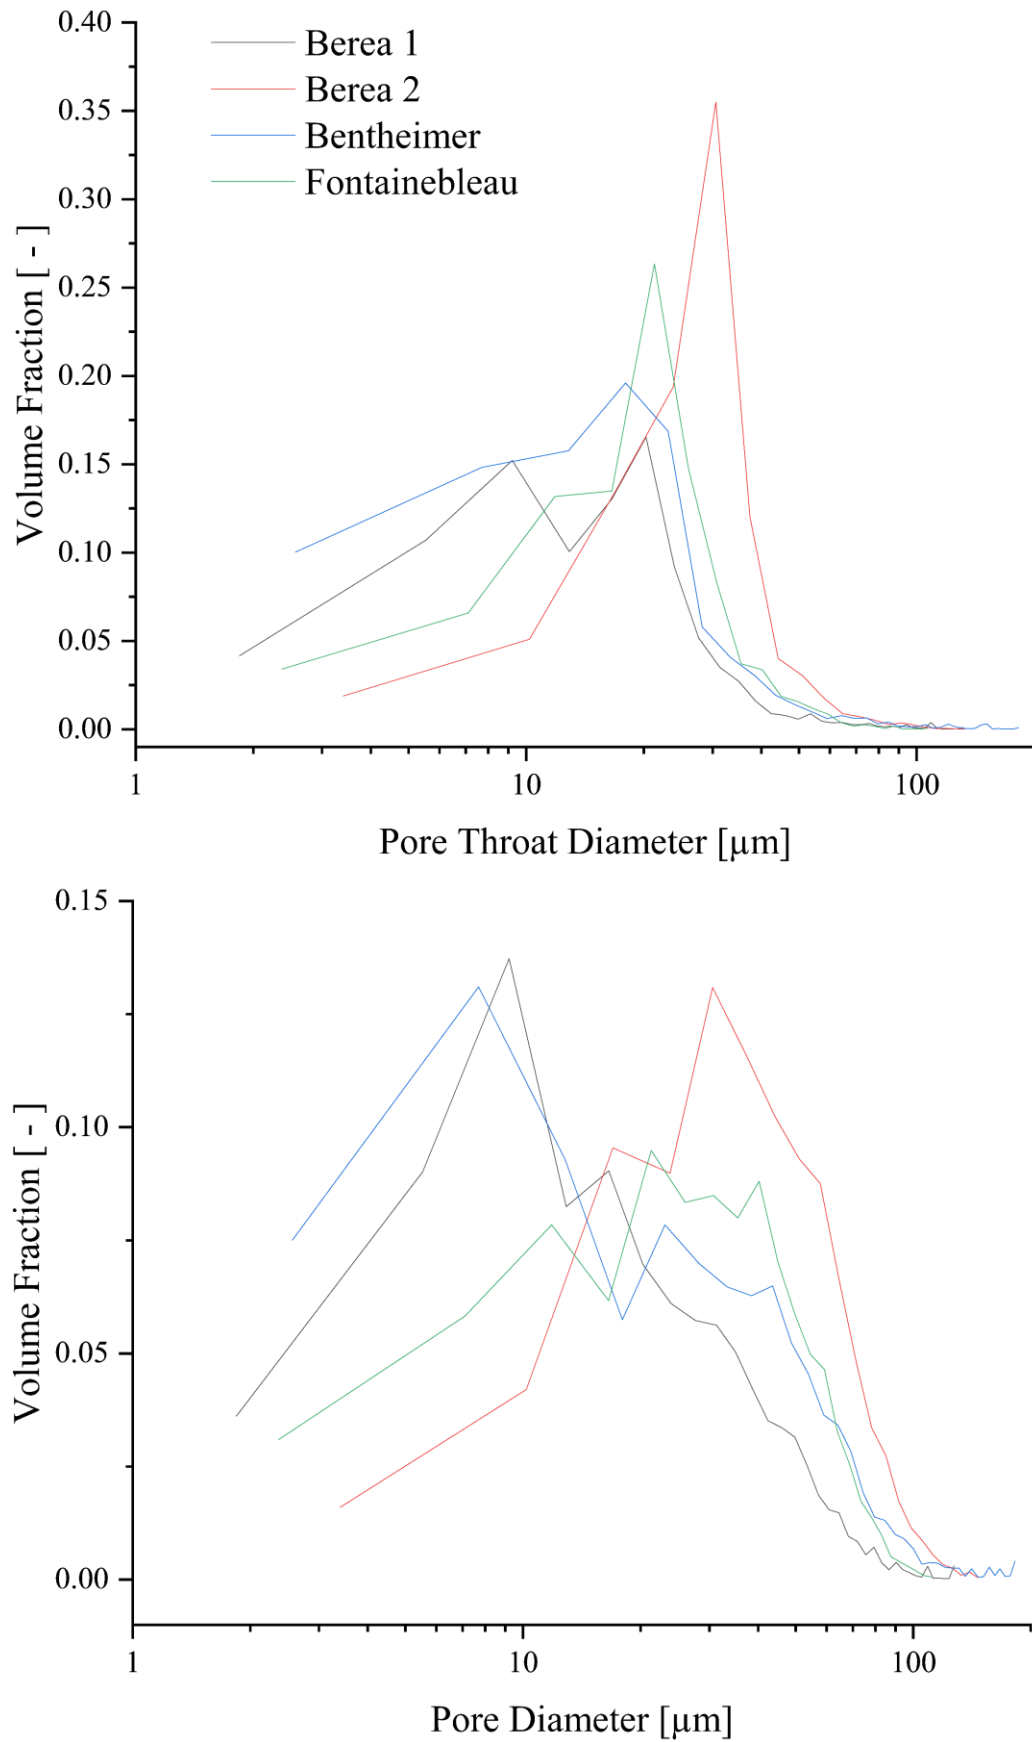 0.40
0.35
0.30
0.25
0.20
0.15
0.10
0.05
0.00
Volume Fraction [ - ]
Berea 1
Berea 2
Bentheimer
Fontainebleau
1
10
100
Pore Throat Diameter [µm]
0.15
0.10
0.05
0.00
Volume Fraction [ - ]
1
10
100
Pore Diameter [µm]